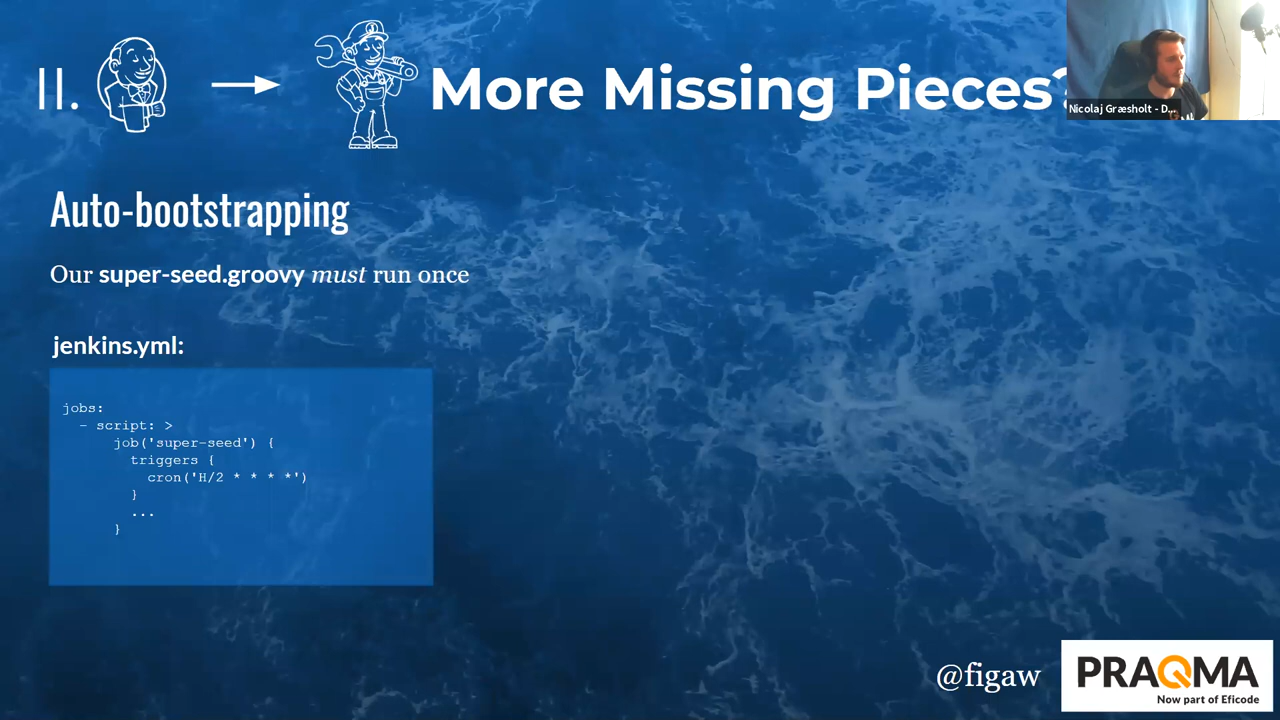 II.
More Missing Pieces?
Nicolaj Græsholt - D...
Auto-bootstrapping
Our super-seed.groovy must run once
jenkins.yml:
jobs:
  - script: >
      job('super-seed') {
        triggers {
          cron('H/2 * * * *')
        }
        ...
      }
@figaw
PRAQMA
Now part of Eficode